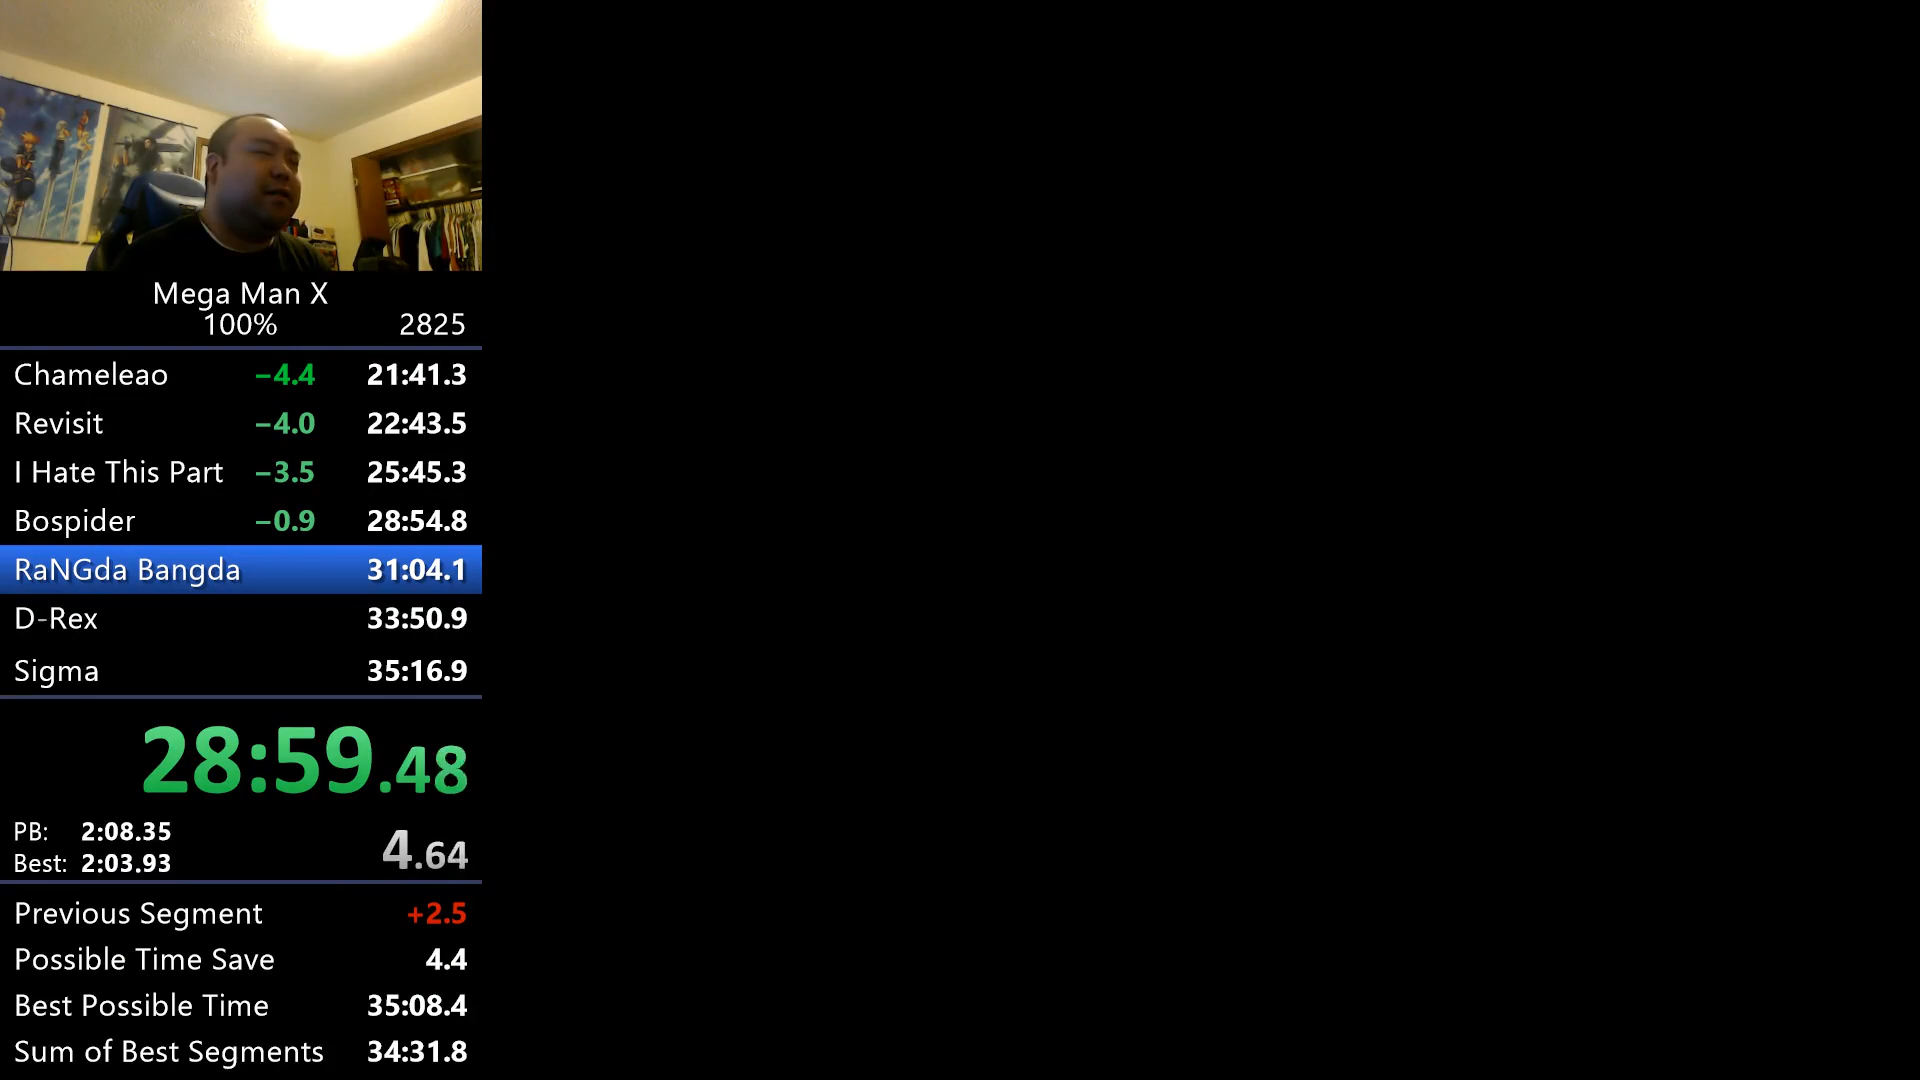 Mega Man X
100% 2825
Chameleao −4.4 21:41.3
Revisit −4.0 22:43.5
I Hate This Part −3.5 25:45.3
Bospider −0.9 28:54.8
RaNGda Bangda 31:04.1
D-Rex 33:50.9
Sigma 35:16.9
28:59.48
PB: 2:08.35
Best: 2:03.93
4.64
Previous Segment +2.5
Possible Time Save 4.4
Best Possible Time 35:08.4
Sum of Best Segments 34:31.8